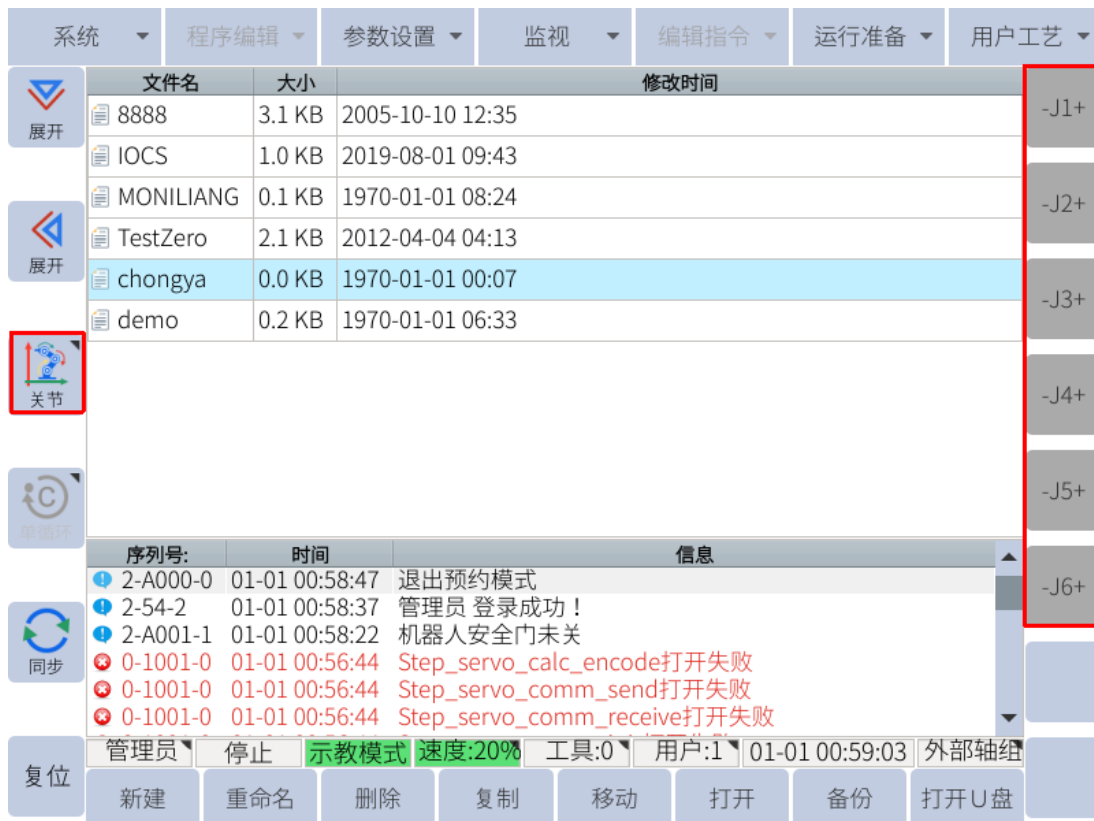 系统 程序编辑 参数设置 监视 编辑指令 运行准备 用户工艺
展开
展开
关节
单循环
同步
复位
文件名 大小 修改时间
8888 3.1 KB 2005-10-10 12:35
IOCS 1.0 KB 2019-08-01 09:43
MONILIANG 0.1 KB 1970-01-01 08:24
TestZero 2.1 KB 2012-04-04 04:13
chongya 0.0 KB 1970-01-01 00:07
demo 0.2 KB 1970-01-01 06:33
-J1+
-J2+
-J3+
-J4+
-J5+
-J6+
序列号: 时间 信息
2-A000-0 01-01 00:58:47 退出预约模式
2-54-2 01-01 00:58:37 管理员 登录成功！
2-A001-1 01-01 00:58:22 机器人安全门未关
0-1001-0 01-01 00:56:44 Step_servo_calc_encode打开失败
0-1001-0 01-01 00:56:44 Step_servo_comm_send打开失败
0-1001-0 01-01 00:56:44 Step_servo_comm_receive打开失败
管理员 停止 示教模式 速度:20% 工具:0 用户:1 01-01 00:59:03 外部轴组
新建 重命名 删除 复制 移动 打开 备份 打开U盘